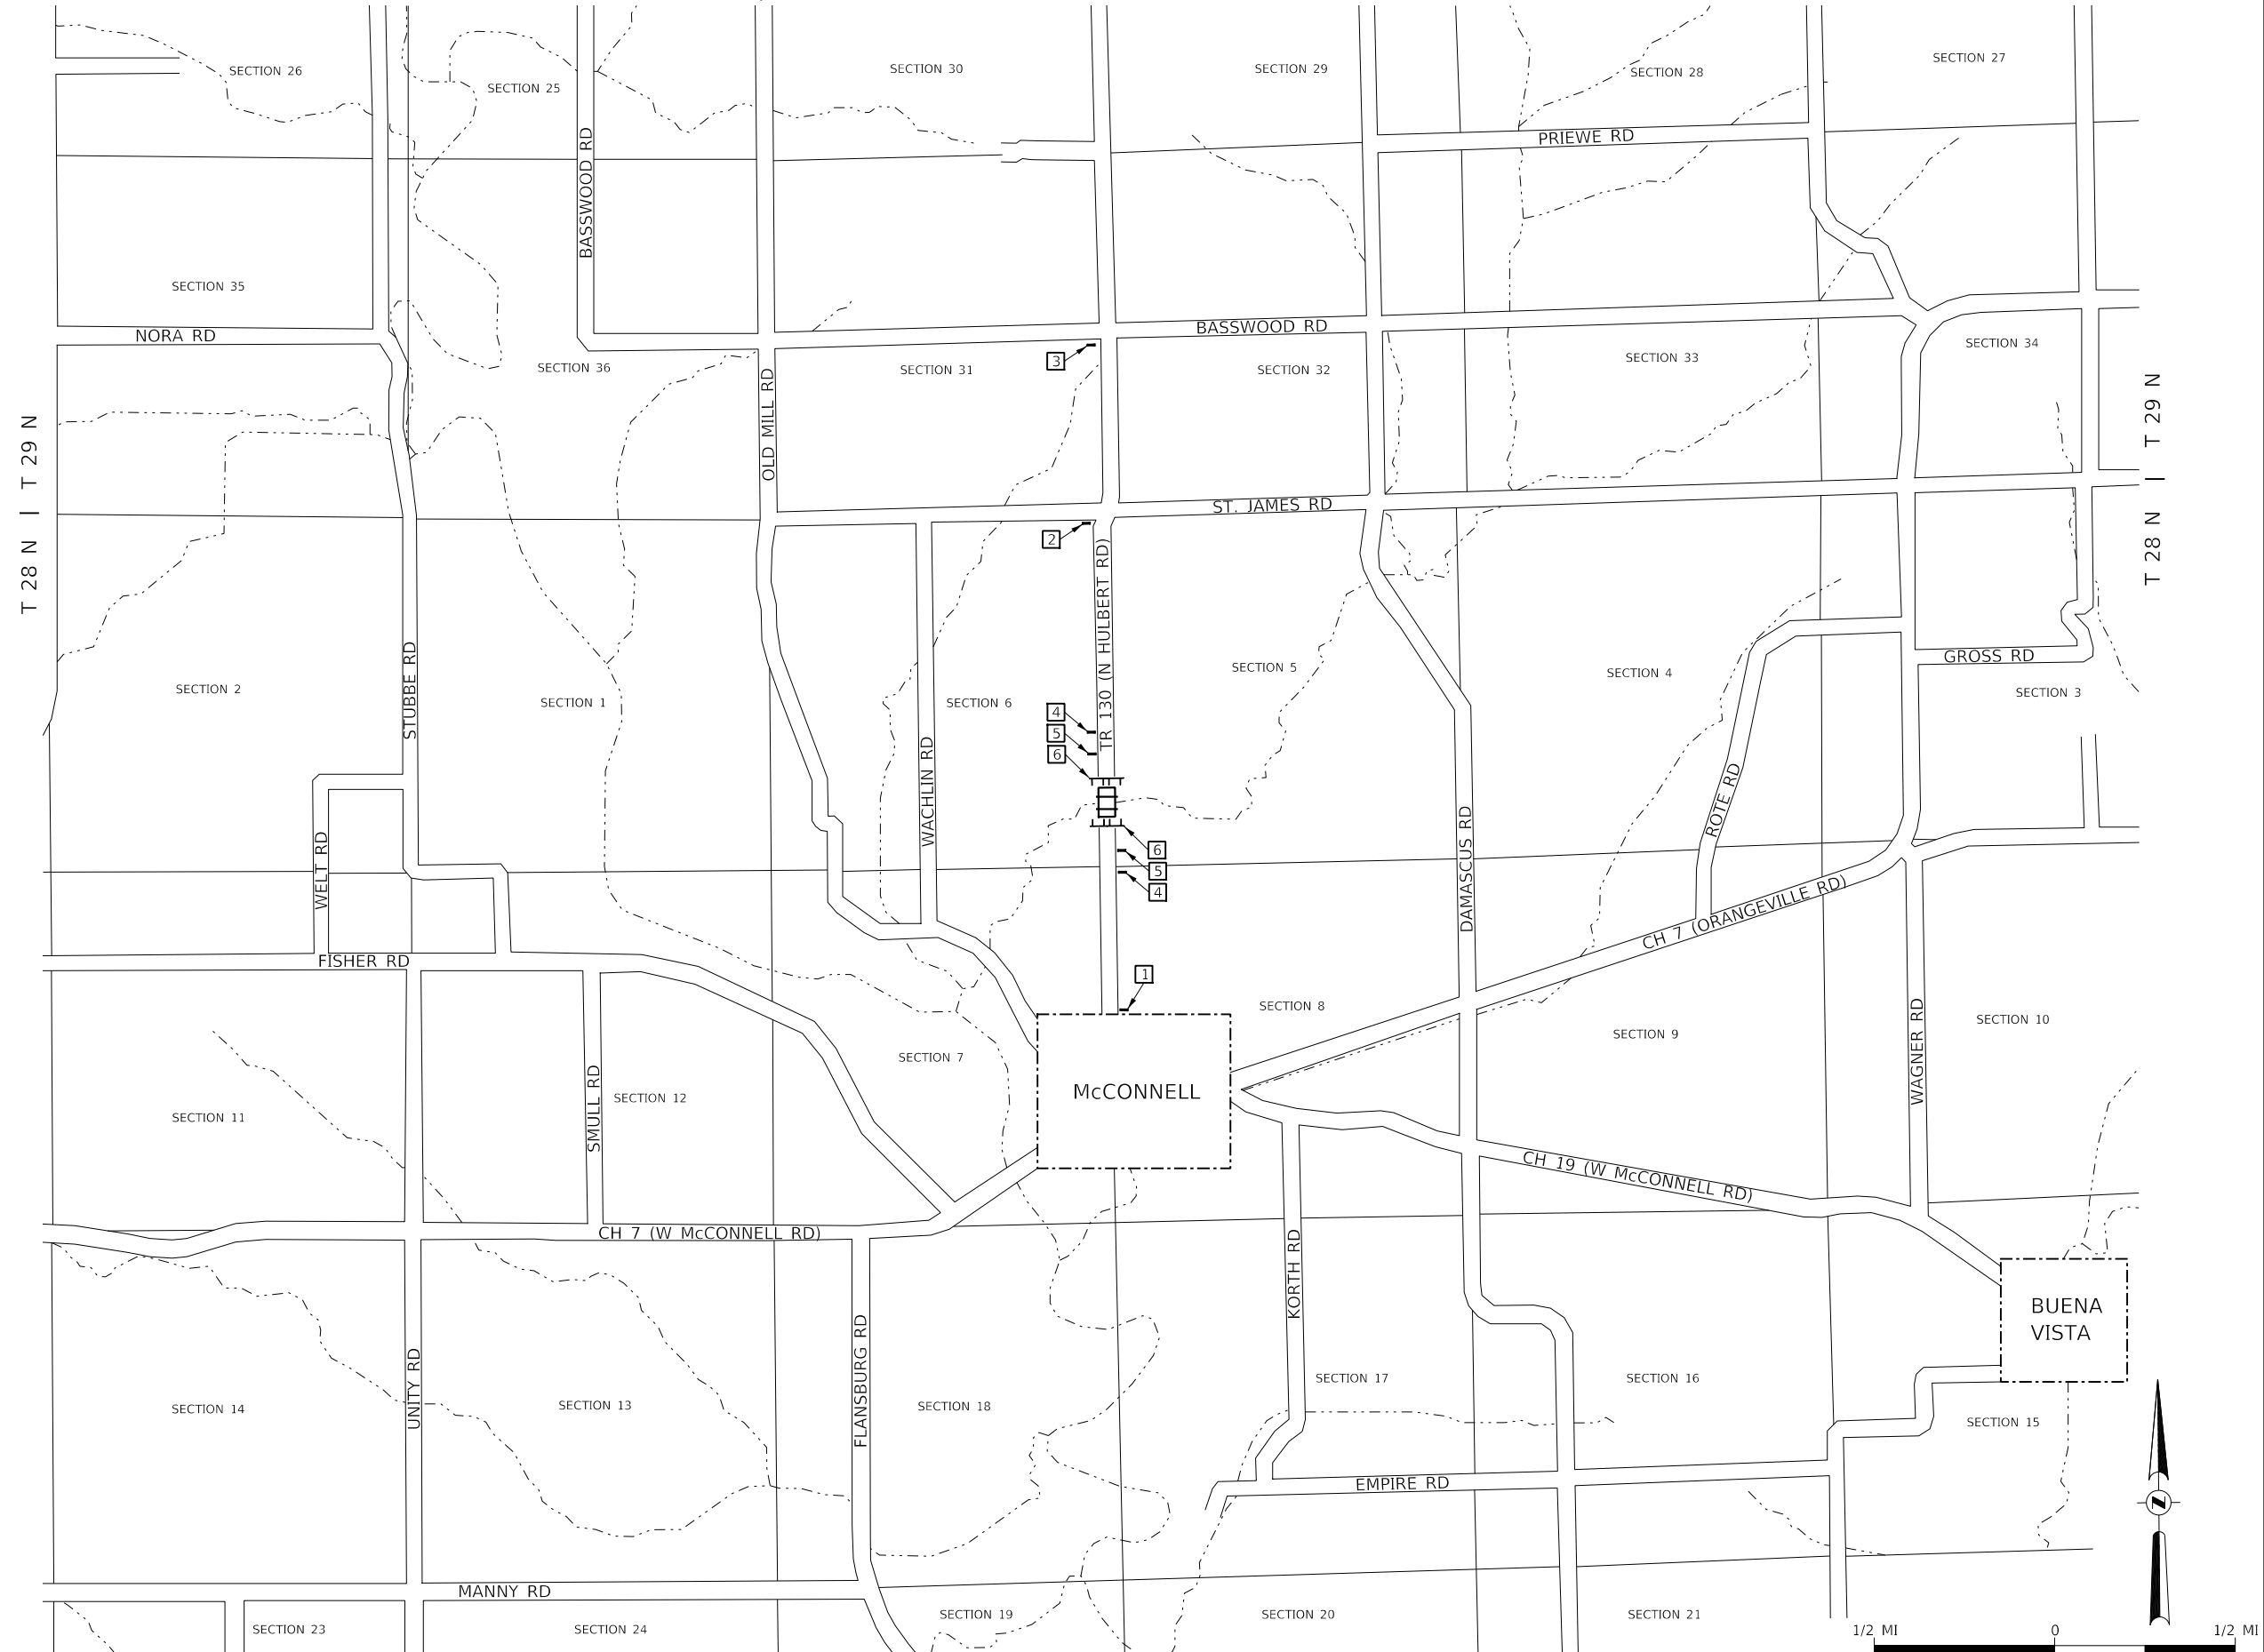 SECTION 26
SECTION 25
SECTION 30
SECTION 29
SECTION 28
SECTION 27
BASSWOOD RD
PRIEWE RD
SECTION 35
NORA RD
SECTION 36
BASSWOOD RD
3
SECTION 31
SECTION 32
SECTION 33
SECTION 34
OLD MILL RD
T 28 N | T 29 N
T 28 N | T 29 N
ST. JAMES RD
2
TR 130 (N HULBERT RD)
SECTION 2
STUBBE RD
SECTION 1
SECTION 6
SECTION 5
SECTION 4
GROSS RD
SECTION 3
4
5
6
WACHLIN RD
ROTE RD
WELT RD
6
5
4
DAMASCUS RD
CH 7 (ORANGEVILLE RD)
FISHER RD
1
SECTION 8
SECTION 9
SECTION 10
WAGNER RD
SECTION 7
SMULL RD
SECTION 12
SECTION 11
McCONNELL
CH 19 (W McCONNELL RD)
CH 7 (W McCONNELL RD)
KORTH RD
BUENA
VISTA
UNITY RD
FLANSBURG RD
SECTION 14
SECTION 13
SECTION 18
SECTION 17
SECTION 16
SECTION 15
EMPIRE RD
Z
MANNY RD
SECTION 23
SECTION 24
SECTION 19
SECTION 20
SECTION 21
1/2 MI 0 1/2 MI